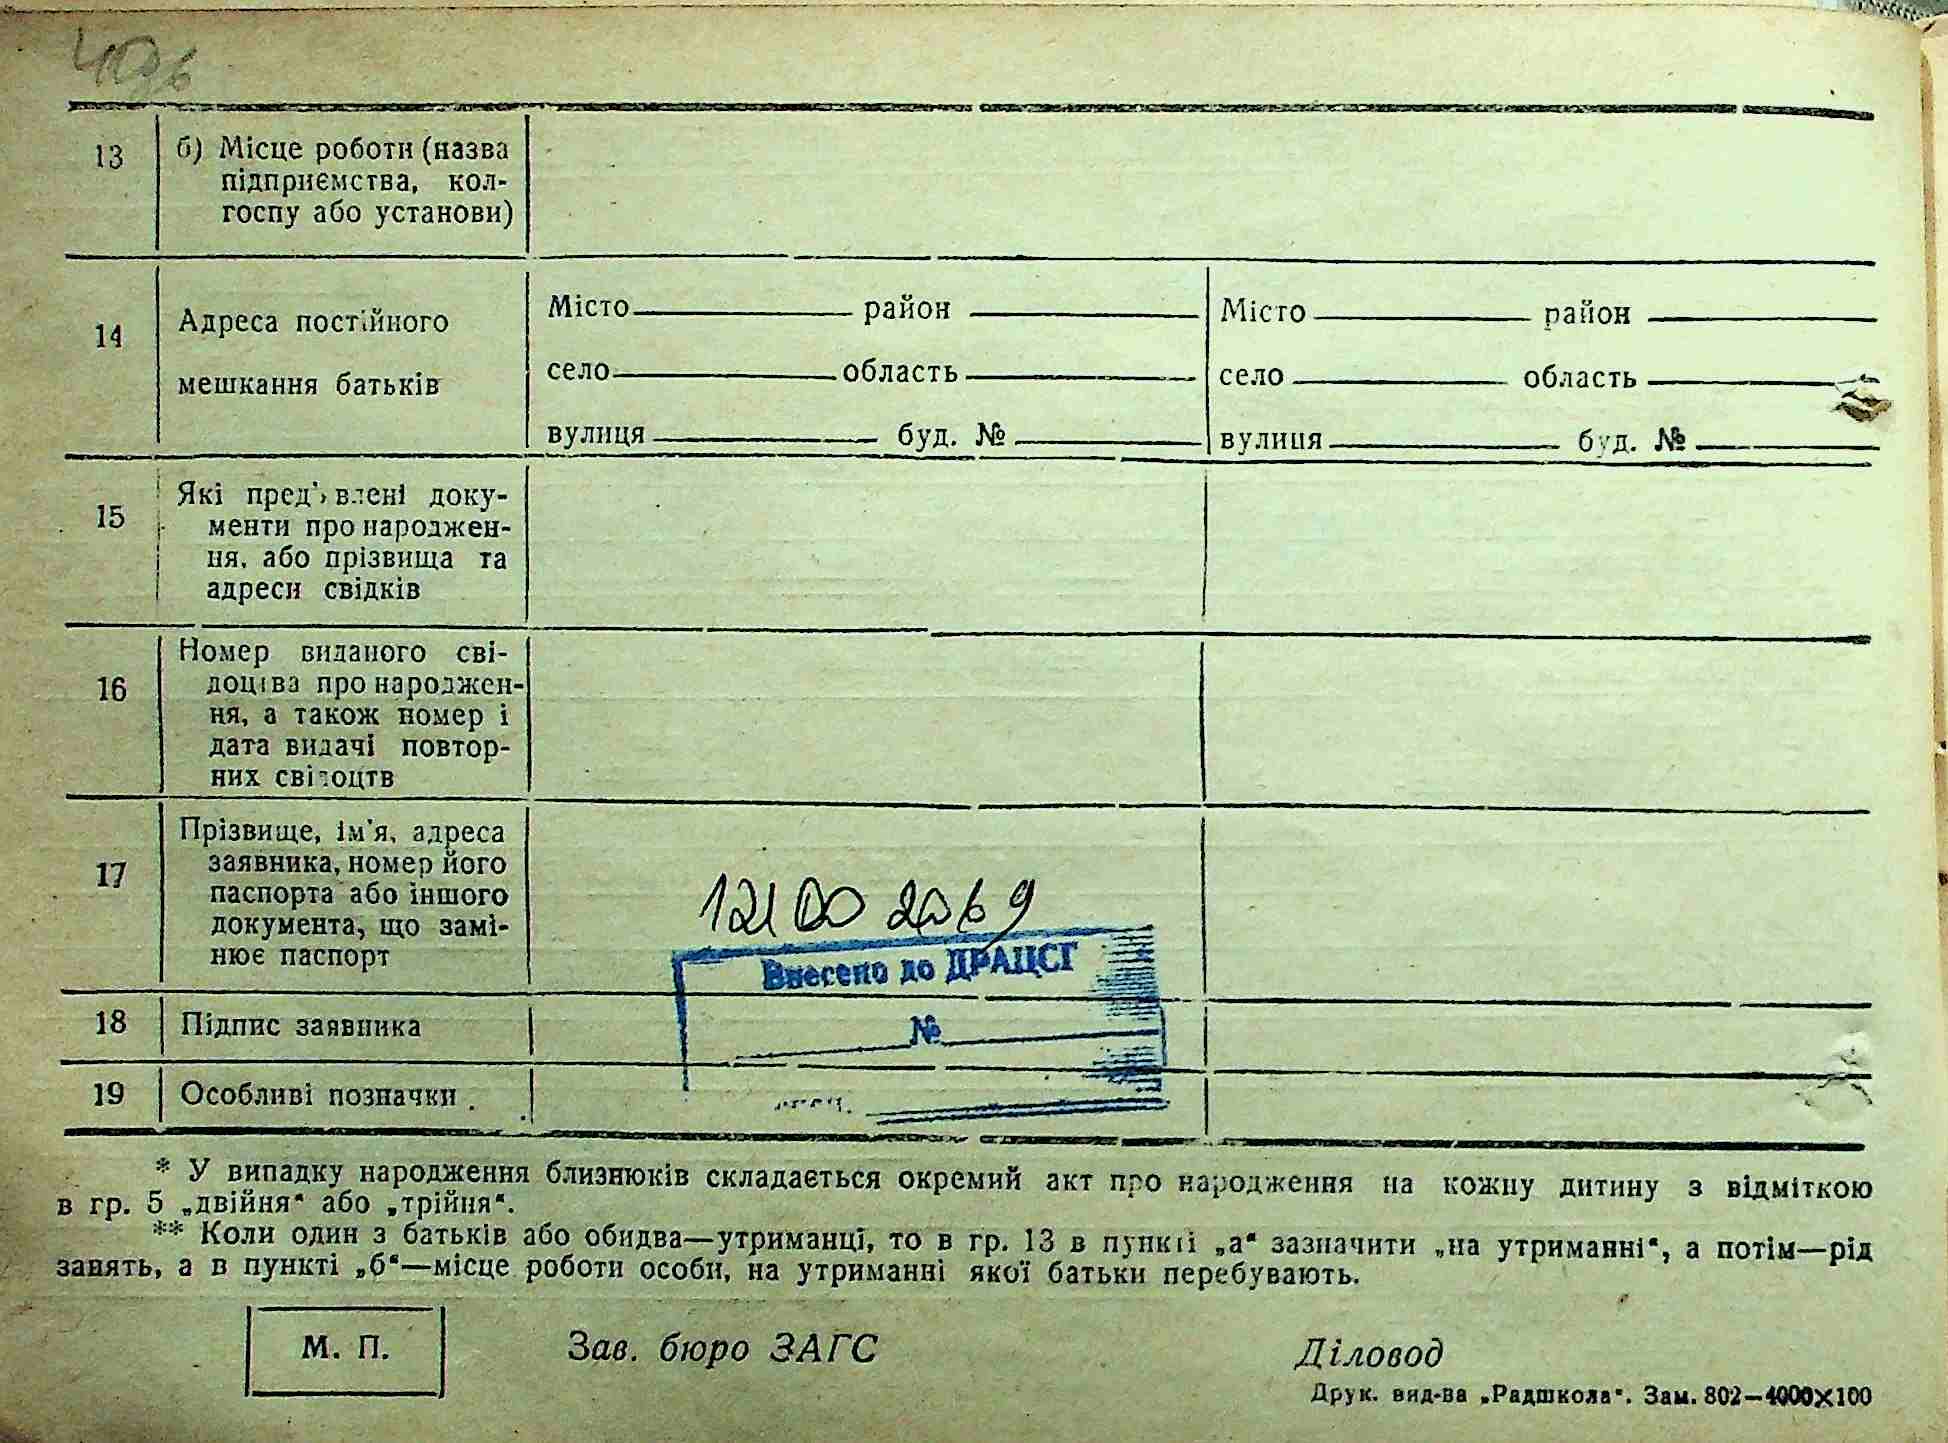 13 б) Місце роботи (назва
підприємства, кол-
госпу або установи)
14 Адреса постійного
мешкання батьків
Місто район
село область
вулиця буд. №
Місто район
село область
вулиця буд. №
15 Які пред'явлені доку-
менти про народжен-
ня, або прізвища та
адреси свідків
16 Номер виданого сві-
доцтва про народжен-
ня, а також номер і
дата видачі повтор-
них свідоцтв
17 Прізвище, ім'я, адреса
заявника, номер його
паспорта або іншого
документа, що замі-
нює паспорт
Внесено до ДРАЦСГ
№
18 Підпис заявника
19 Особливі позначки
* У випадку народження близнюків складається окремий акт про народження на кожну дитину з відміткою
в гр. 5 „двійня“ або „трійня“.
** Коли один з батьків або обидва—утриманці, то в гр. 13 в пункті „а“ зазначити „на утриманні“, а потім—рід
занять, а в пункті „б“—місце роботи особи, на утриманні якої батьки перебувають.
М. П. Зав. бюро ЗАГС Діловод
Друк. вид-ва „Радшкола“. Зам. 802—4000×100